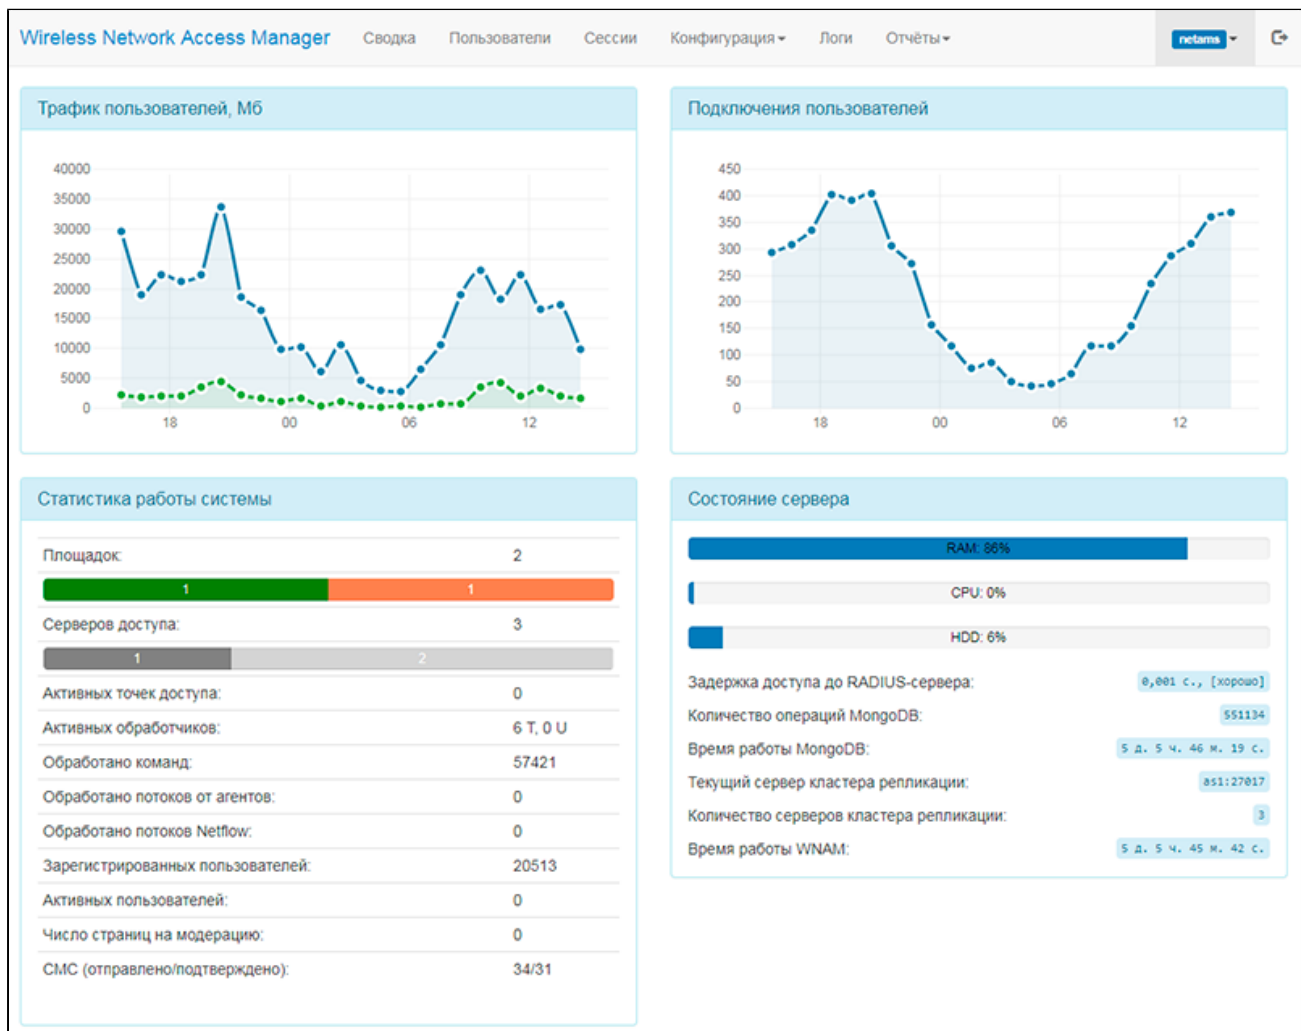 Wireless Network Access Manager Сводка Пользователи Сессии Конфигурация Логи Отчёты netams
Трафик пользователей, Мб
40000
35000
30000
25000
20000
15000
10000
5000
0
18 00 06 12
Подключения пользователей
450
400
350
300
250
200
150
100
50
0
18 00 06 12
Статистика работы системы
Площадок: 2
1 1
Серверов доступа: 3
1 2
Активных точек доступа: 0
Активных обработчиков: 6 T, 0 U
Обработано команд: 57421
Обработано потоков от агентов: 0
Обработано потоков Netflow: 0
Зарегистрированных пользователей: 20513
Активных пользователей: 0
Число страниц на модерацию: 0
СМС (отправлено/подтверждено): 34/31
Состояние сервера
RAM: 86%
CPU: 0%
HDD: 6%
Задержка доступа до RADIUS-сервера: 0,001 с., [хорошо]
Количество операций MongoDB: 551134
Время работы MongoDB: 5 д. 5 ч. 46 м. 19 с.
Текущий сервер кластера репликации: as1:27017
Количество серверов кластера репликации: 3
Время работы WNAM: 5 д. 5 ч. 45 м. 42 с.